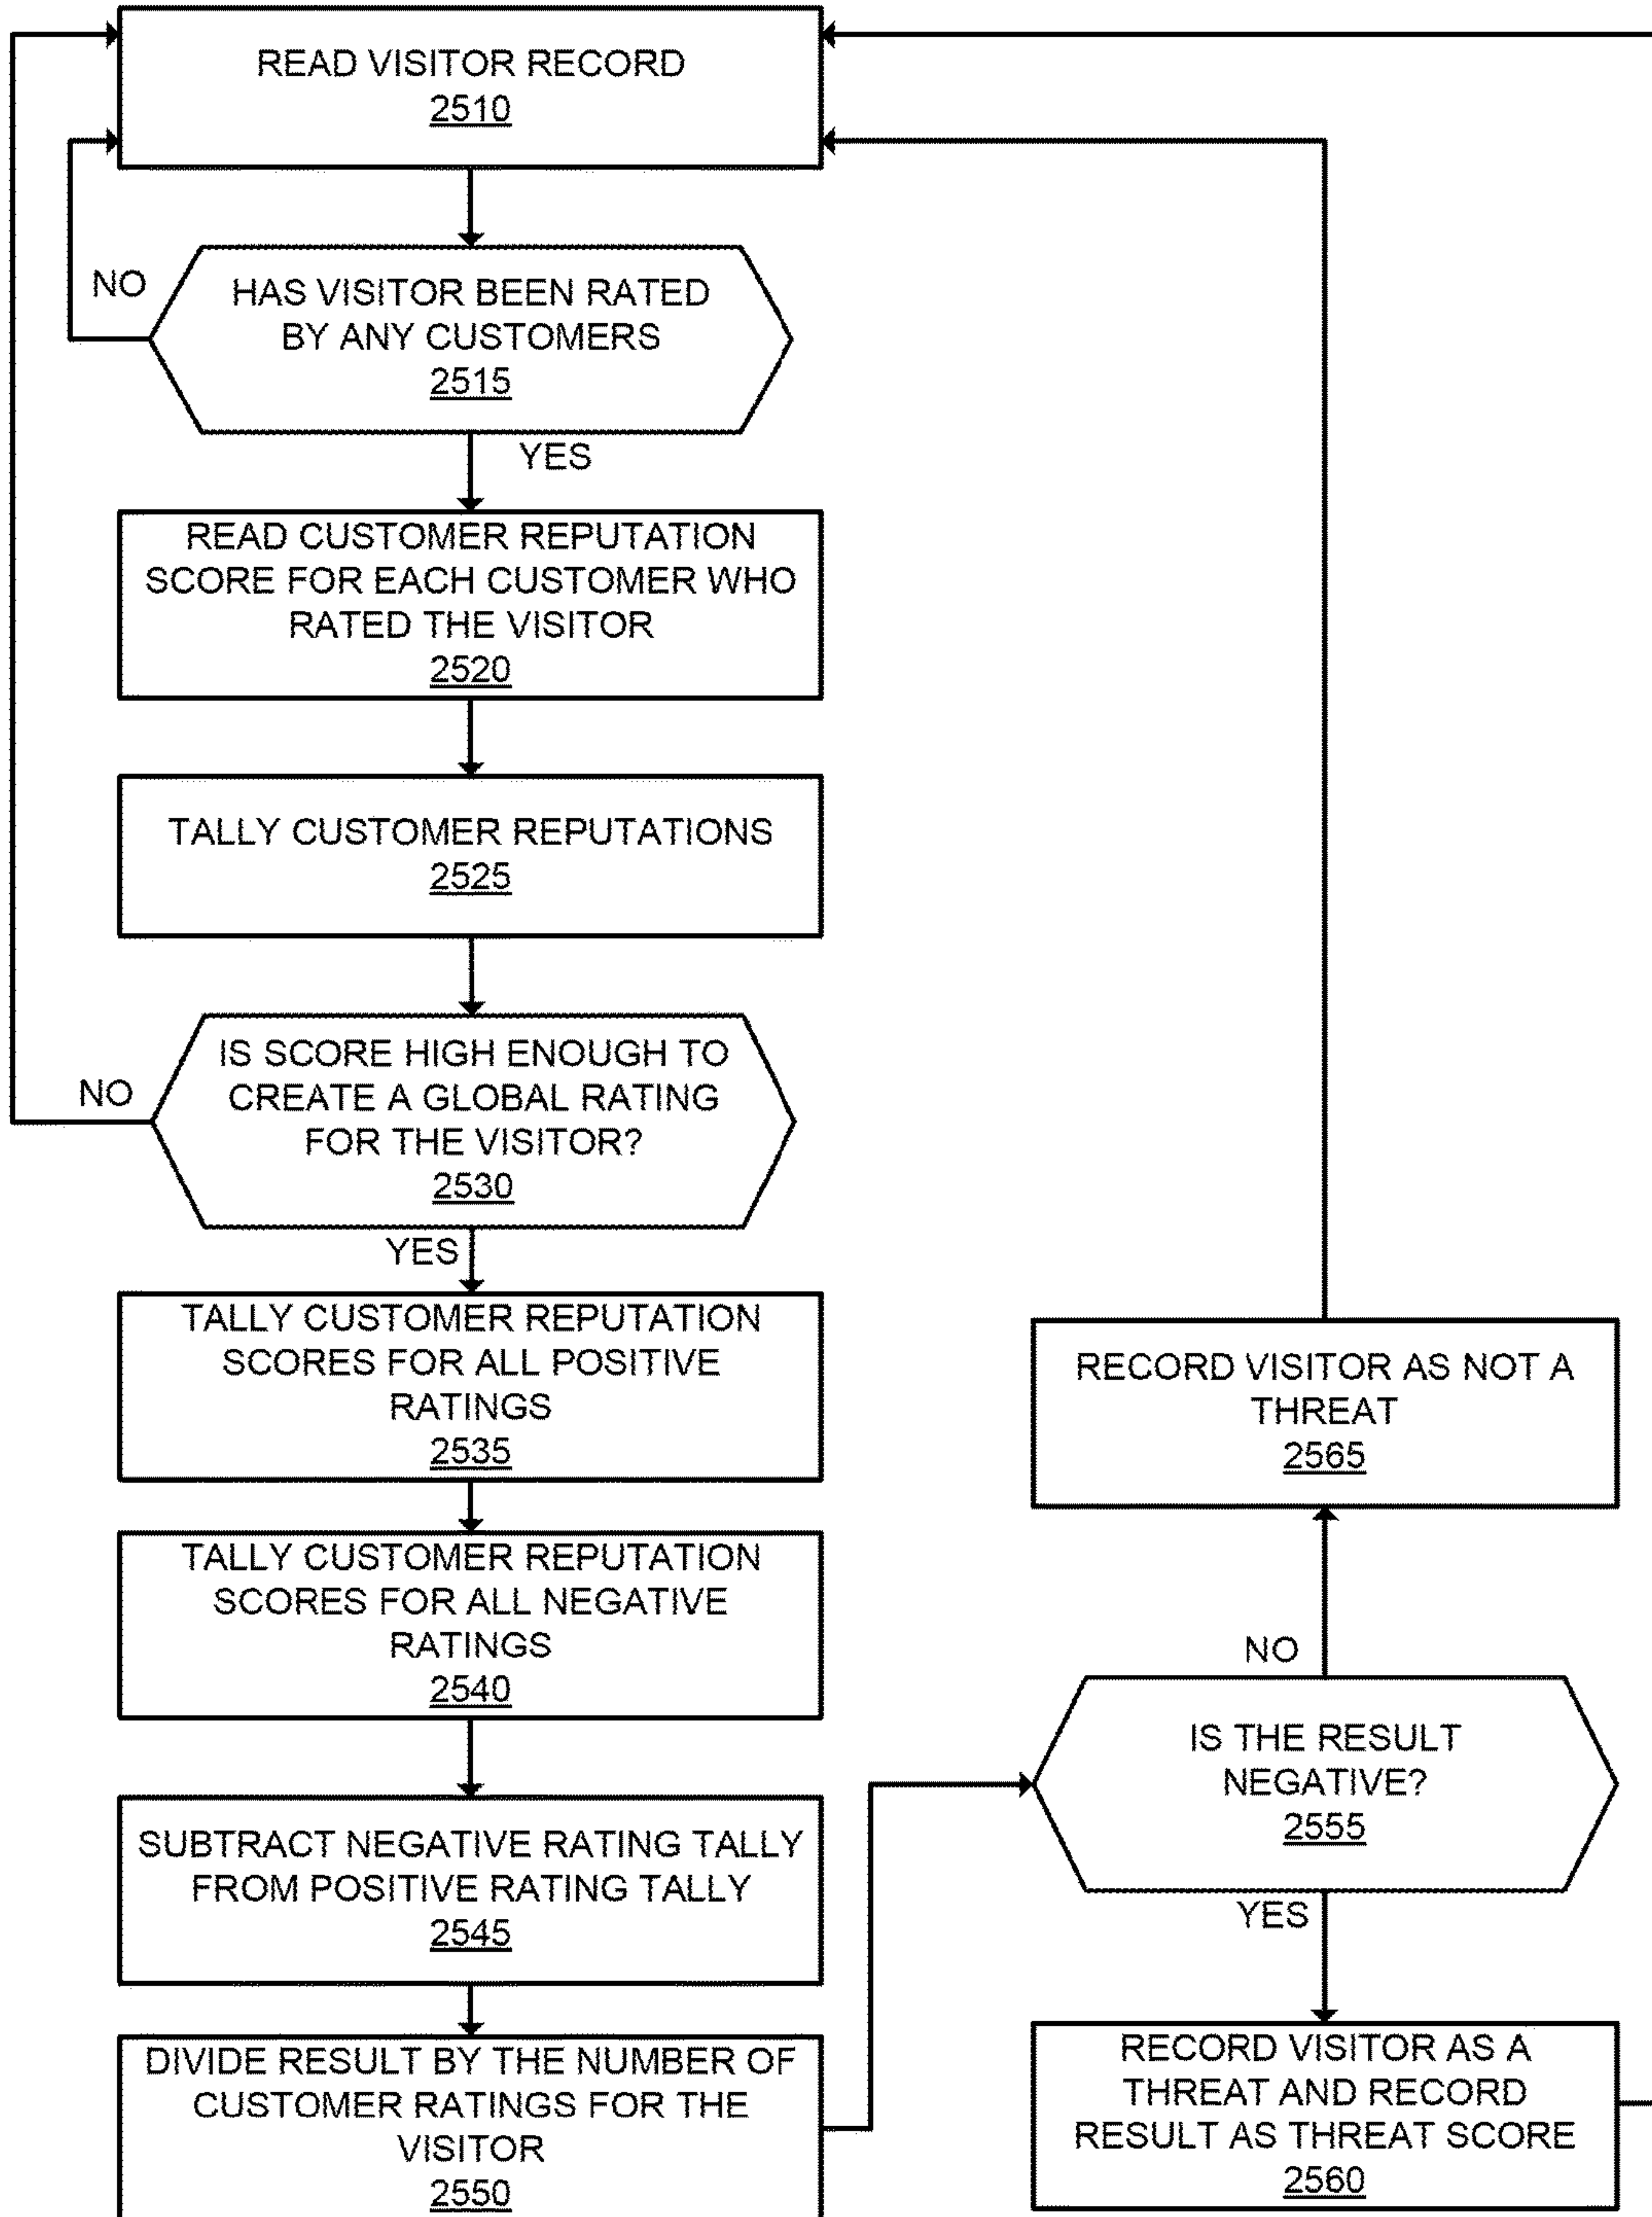 READ VISITOR RECORD
2510
NO
HAS VISITOR BEEN RATED
BY ANY CUSTOMERS
2515
YES
READ CUSTOMER REPUTATION
SCORE FOR EACH CUSTOMER WHO
RATED THE VISITOR
2520
TALLY CUSTOMER REPUTATIONS
2525
IS SCORE HIGH ENOUGH TO
CREATE A GLOBAL RATING
FOR THE VISITOR?
2530
NO
YES
TALLY CUSTOMER REPUTATION
SCORES FOR ALL POSITIVE
RATINGS
2535
TALLY CUSTOMER REPUTATION
SCORES FOR ALL NEGATIVE
RATINGS
2540
SUBTRACT NEGATIVE RATING TALLY
FROM POSITIVE RATING TALLY
2545
DIVIDE RESULT BY THE NUMBER OF
CUSTOMER RATINGS FOR THE
VISITOR
2550
RECORD VISITOR AS NOT A
THREAT
2565
NO
IS THE RESULT
NEGATIVE?
2555
YES
RECORD VISITOR AS A
THREAT AND RECORD
RESULT AS THREAT SCORE
2560